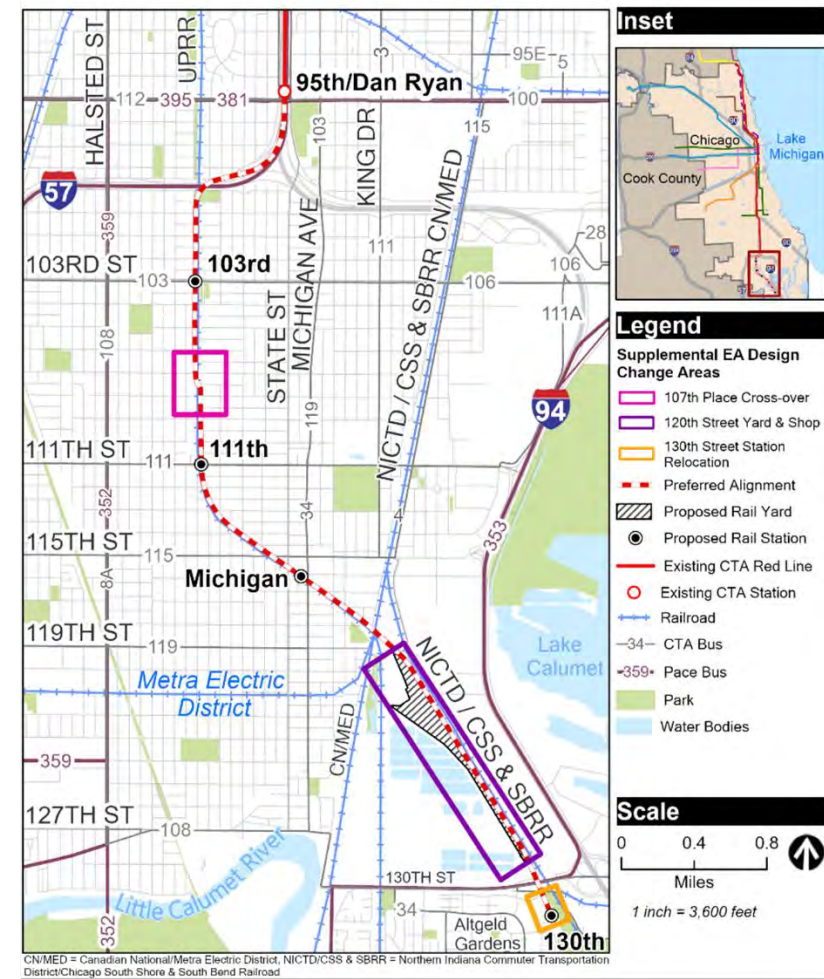 HALSTED ST
UPRR
3
95E
5
95th/Dan Ryan
112
395
381
100
103
115
KING DR
NICTD / CSS & SBRR CN/MED
57
359
MICHIGAN AVE
STATE ST
111
28
103RD ST
103
103rd
106
106
111A
108
119
94
111TH ST
111
111th
352
34
353
4
115TH ST
115
8A
Michigan
119TH ST
119
Lake
Calumet
Metra Electric
District
NICTD / CSS & SBRR
CN/MED
359
127TH ST
108
130TH ST
Little Calumet River
34
352
Altgeld
Gardens
130th
CN/MED = Canadian National/Metra Electric District, NICTD/CSS & SBRR = Northern Indiana Commuter Transportation
District/Chicago South Shore & South Bend Railroad
Inset
Chicago
Lake
Michigan
Cook County
Legend
Supplemental EA Design
Change Areas
107th Place Cross-over
120th Street Yard & Shop
130th Street Station
Relocation
Preferred Alignment
Proposed Rail Yard
Proposed Rail Station
Existing CTA Red Line
Existing CTA Station
Railroad
34 CTA Bus
359 Pace Bus
Park
Water Bodies
Scale
0 0.4 0.8
Miles
1 inch = 3,600 feet